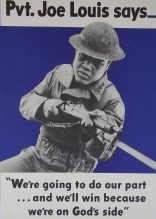 Pvt. Joe Louis says_
"We're going to do our part
...and we'll win because
we're on God's side"